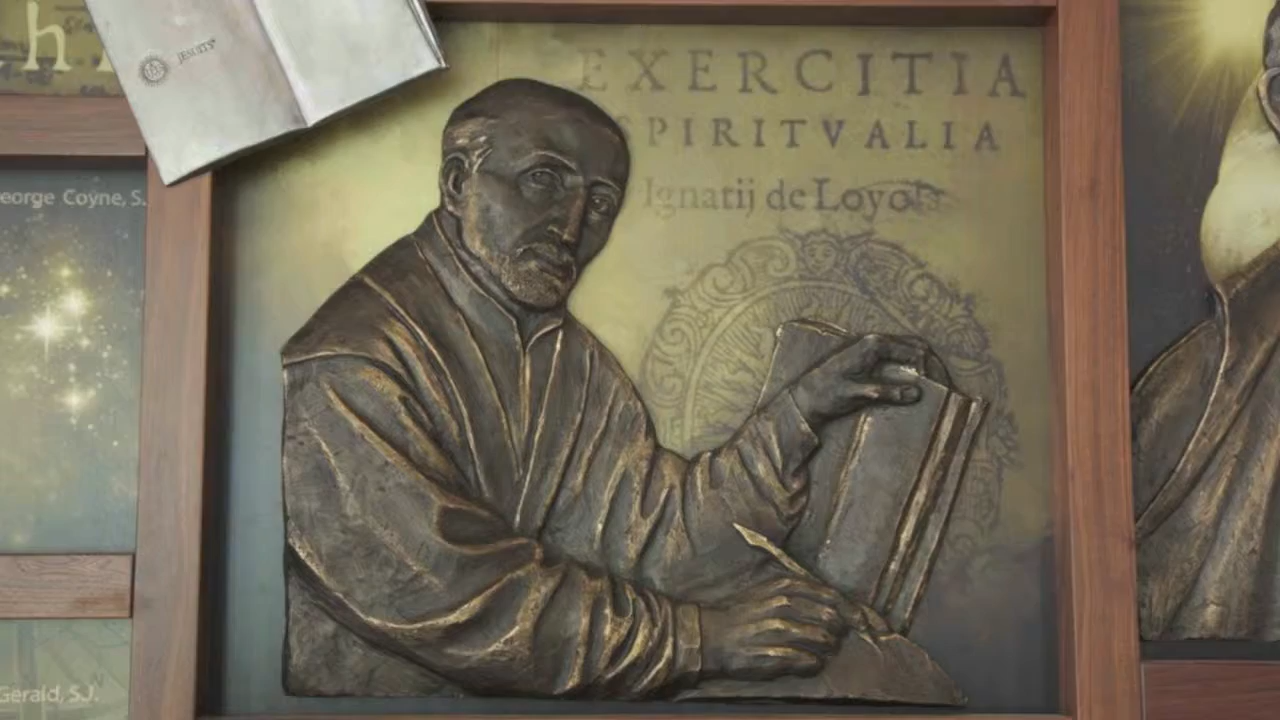 h
JESUITS
EXERCITIA
SPIRITVALIA
Ignatij de Loyola
eorge Coyne, S.
Gerald, S.J.